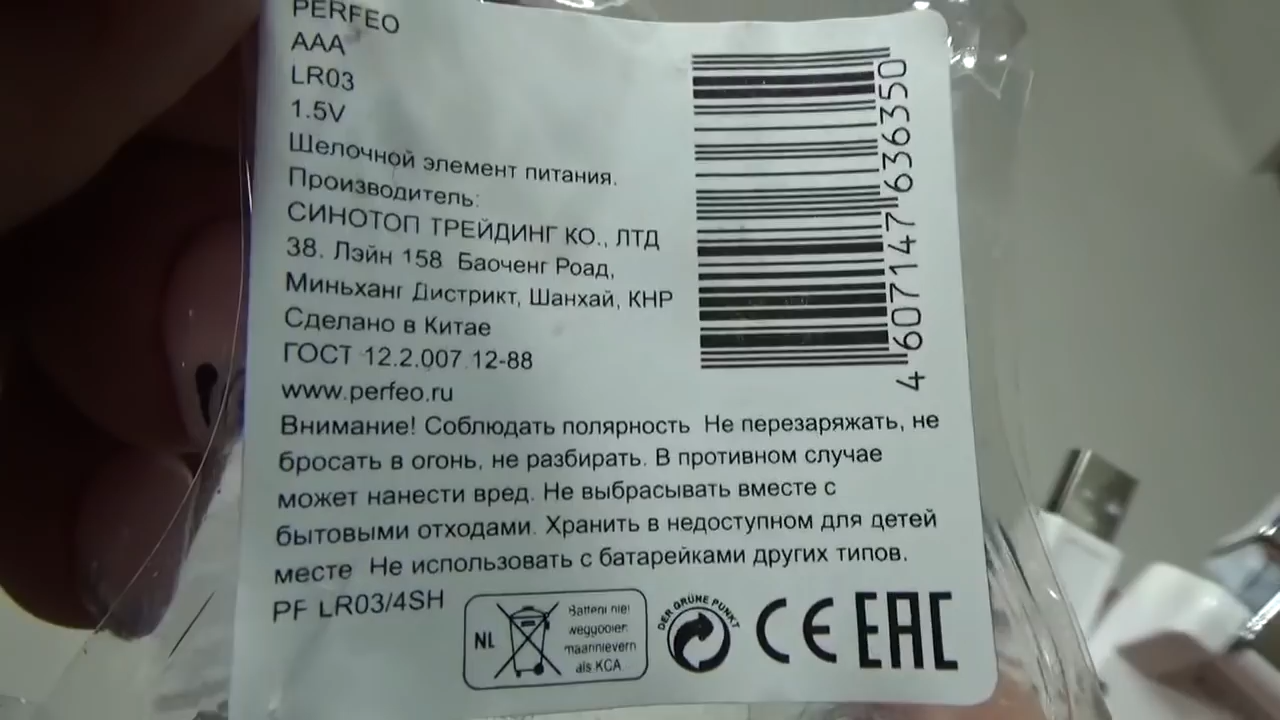 PERFEO
AAA
LR03
1.5V
Щелочной элемент питания.
Производитель:
СИНОТОП ТРЕЙДИНГ КО., ЛТД
38. Лэйн 158 Баоченг Роад,
Миньханг Дистрикт, Шанхай, КНР
Сделано в Китае
ГОСТ 12.2.007 12-88
www.perfeo.ru
Внимание! Соблюдать полярность Не перезаряжать, не
бросать в огонь, не разбирать. В противном случае
может нанести вред. Не выбрасывать вместе с
бытовыми отходами. Хранить в недоступном для детей
месте Не использовать с батарейками других типов.
PF LR03/4SH
NL
Batterij niet
weggooien
maarinlevern
als KCA
DER GRÜNE PUNKT
CE
EAC
4 607147 636350